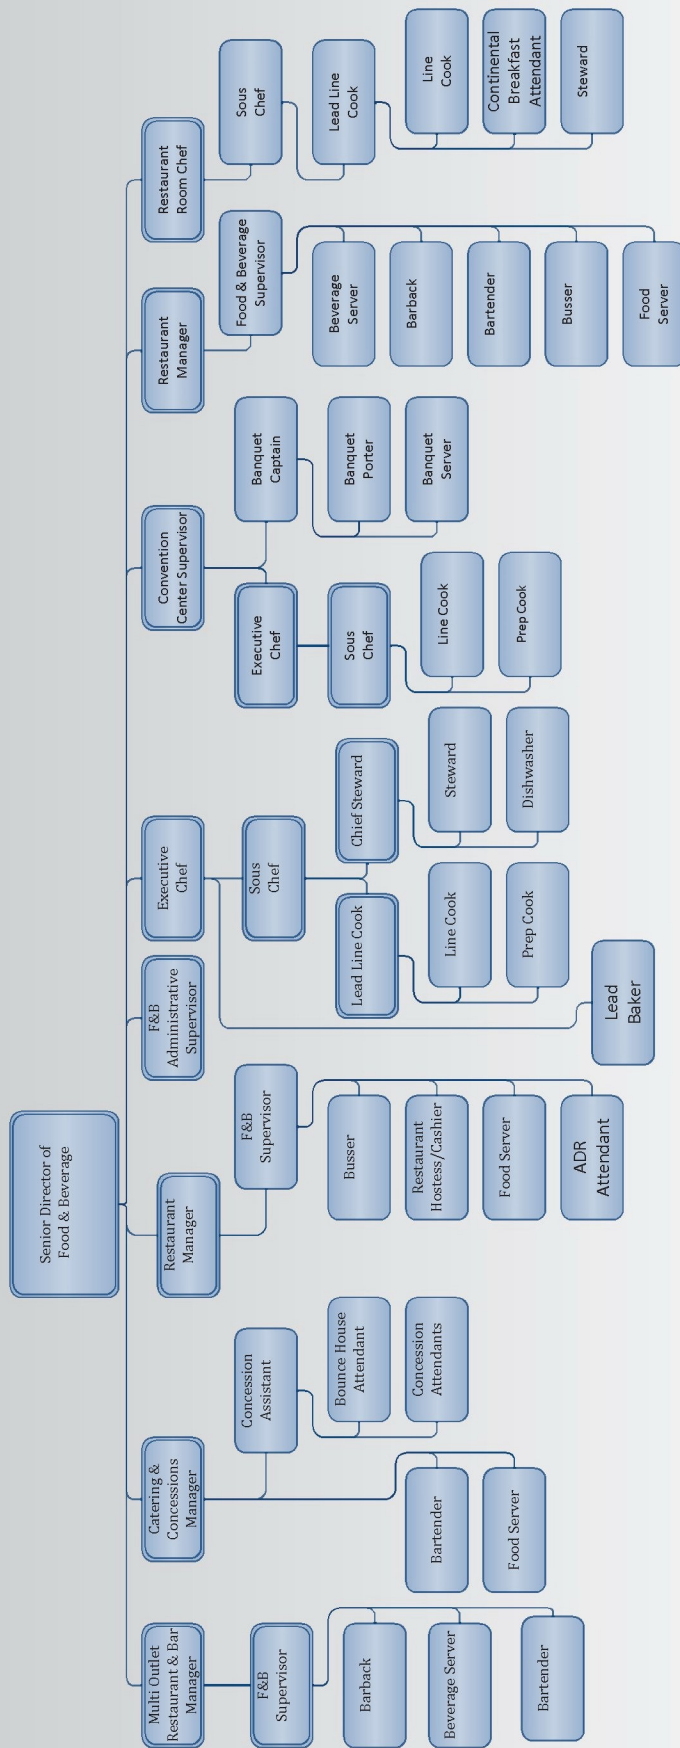 Senior Director of
Food & Beverage
Multi Outlet
Restaurant & Bar
Manager
F&B
Supervisor
Barback
Beverage Server
Bartender
Catering &
Concessions
Manager
Concession
Assistant
Bounce House
Attendant
Concession
Attendants
Bartender
Food Server
Restaurant
Manager
F&B
Supervisor
Busser
Restaurant
Hostess/Cashier
Food Server
ADR
Attendant
F&B
Administrative
Supervisor
Executive
Chef
Sous
Chef
Lead Line Cook
Line Cook
Prep Cook
Chief Steward
Steward
Dishwasher
Lead
Baker
Convention
Center Supervisor
Executive
Chef
Sous
Chef
Line Cook
Prep Cook
Banquet
Captain
Banquet
Porter
Banquet
Server
Restaurant
Manager
Food & Beverage
Supervisor
Beverage
Server
Barback
Bartender
Busser
Food
Server
Restaurant
Room Chef
Sous
Chef
Lead Line
Cook
Line
Cook
Continental
Breakfast
Attendant
Steward